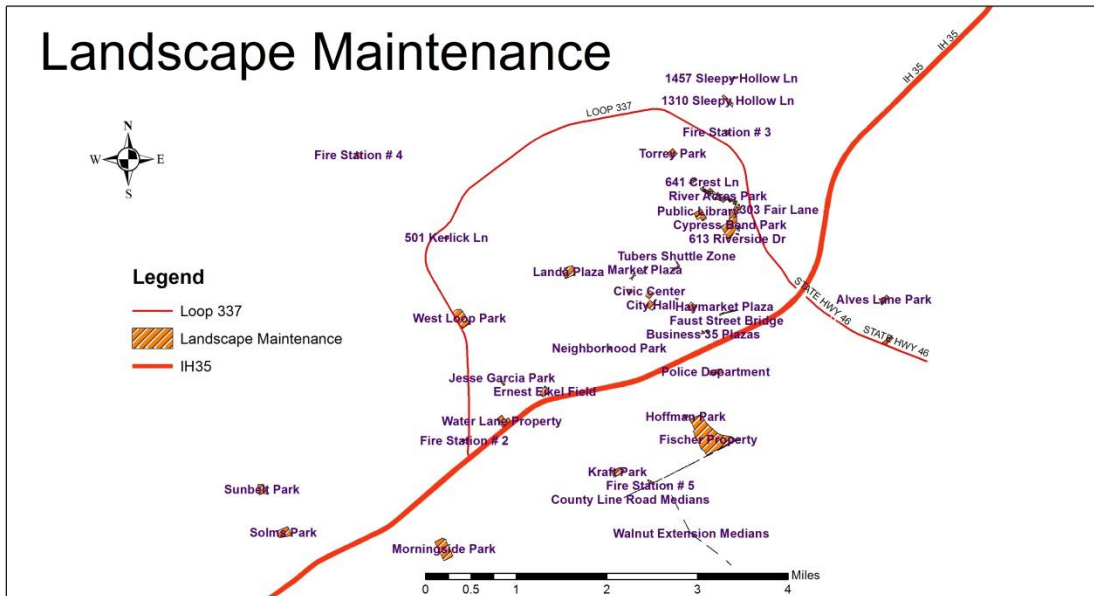 Landscape Maintenance
IH 35
IH 35
1457 Sleepy Hollow Ln
1310 Sleepy Hollow Ln
LOOP 337
Fire Station # 3
N
W E
S
Fire Station # 4
Torrey Park
641 Crest Ln
River Acres Park
Public Library
303 Fair Lane
Cypress Bend Park
613 Riverside Dr
501 Kerlick Ln
Tubers Shuttle Zone
Market Plaza
Landa Plaza
Legend
Loop 337
Landscape Maintenance
IH35
Civic Center
City Hall
Haymarket Plaza
Faust Street Bridge
Business 35 Plazas
STATE HWY 46
STATE HWY 46
Alves Lane Park
West Loop Park
Neighborhood Park
Jesse Garcia Park
Ernest Eikel Field
Police Department
Water Lane Property
Fire Station # 2
Hoffman Park
Fischer Property
Kraft Park
Fire Station # 5
County Line Road Medians
Sunbelt Park
Solms Park
Walnut Extension Medians
Morningside Park
Miles
0 0.5 1 2 3 4